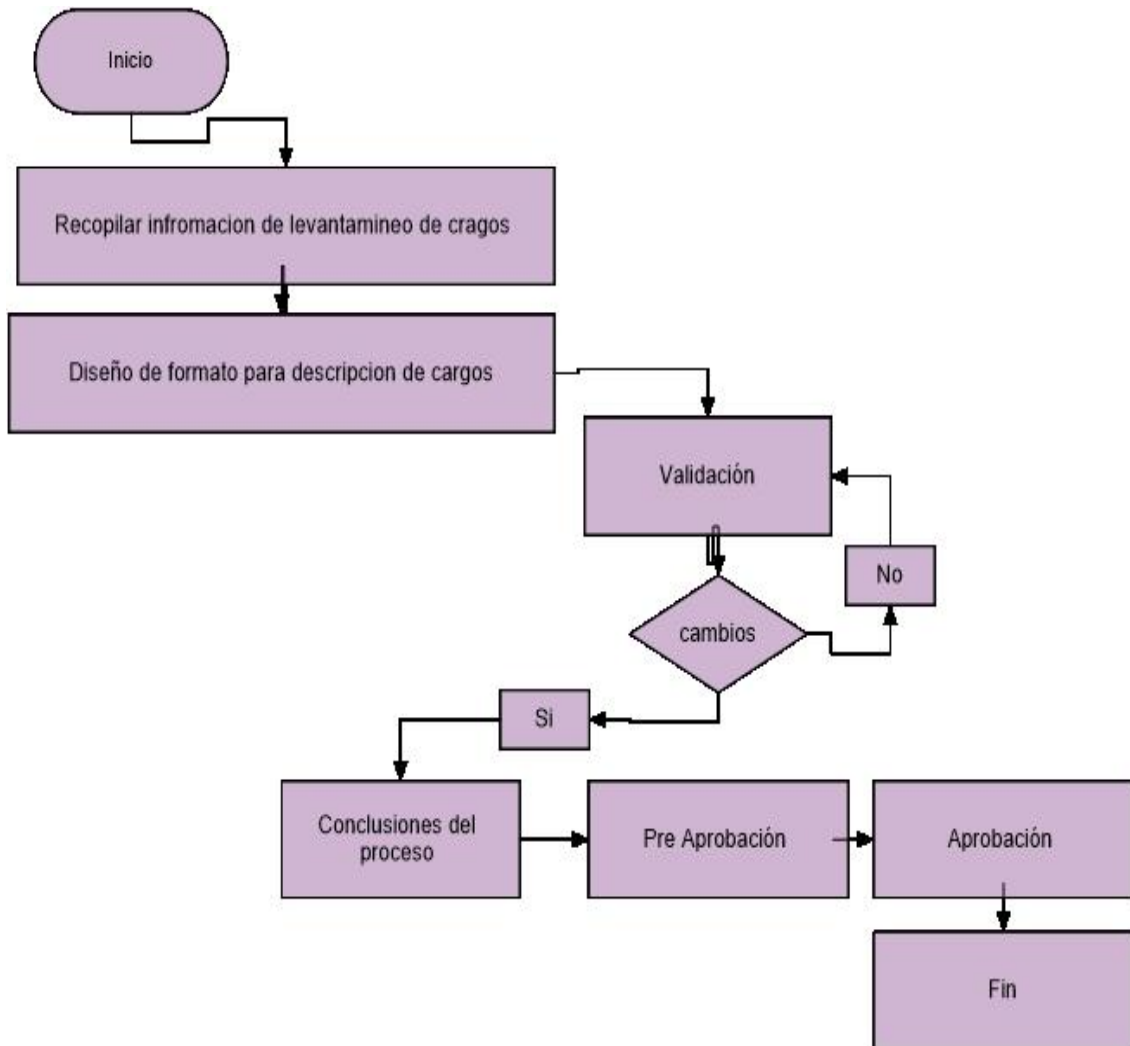 Inicio
Recopilar infromacion de levantamineo de cragos
Diseño de formato para descripcion de cargos
Validación
No
cambios
Si
Conclusiones del
proceso
Pre Aprobación
Aprobación
Fin